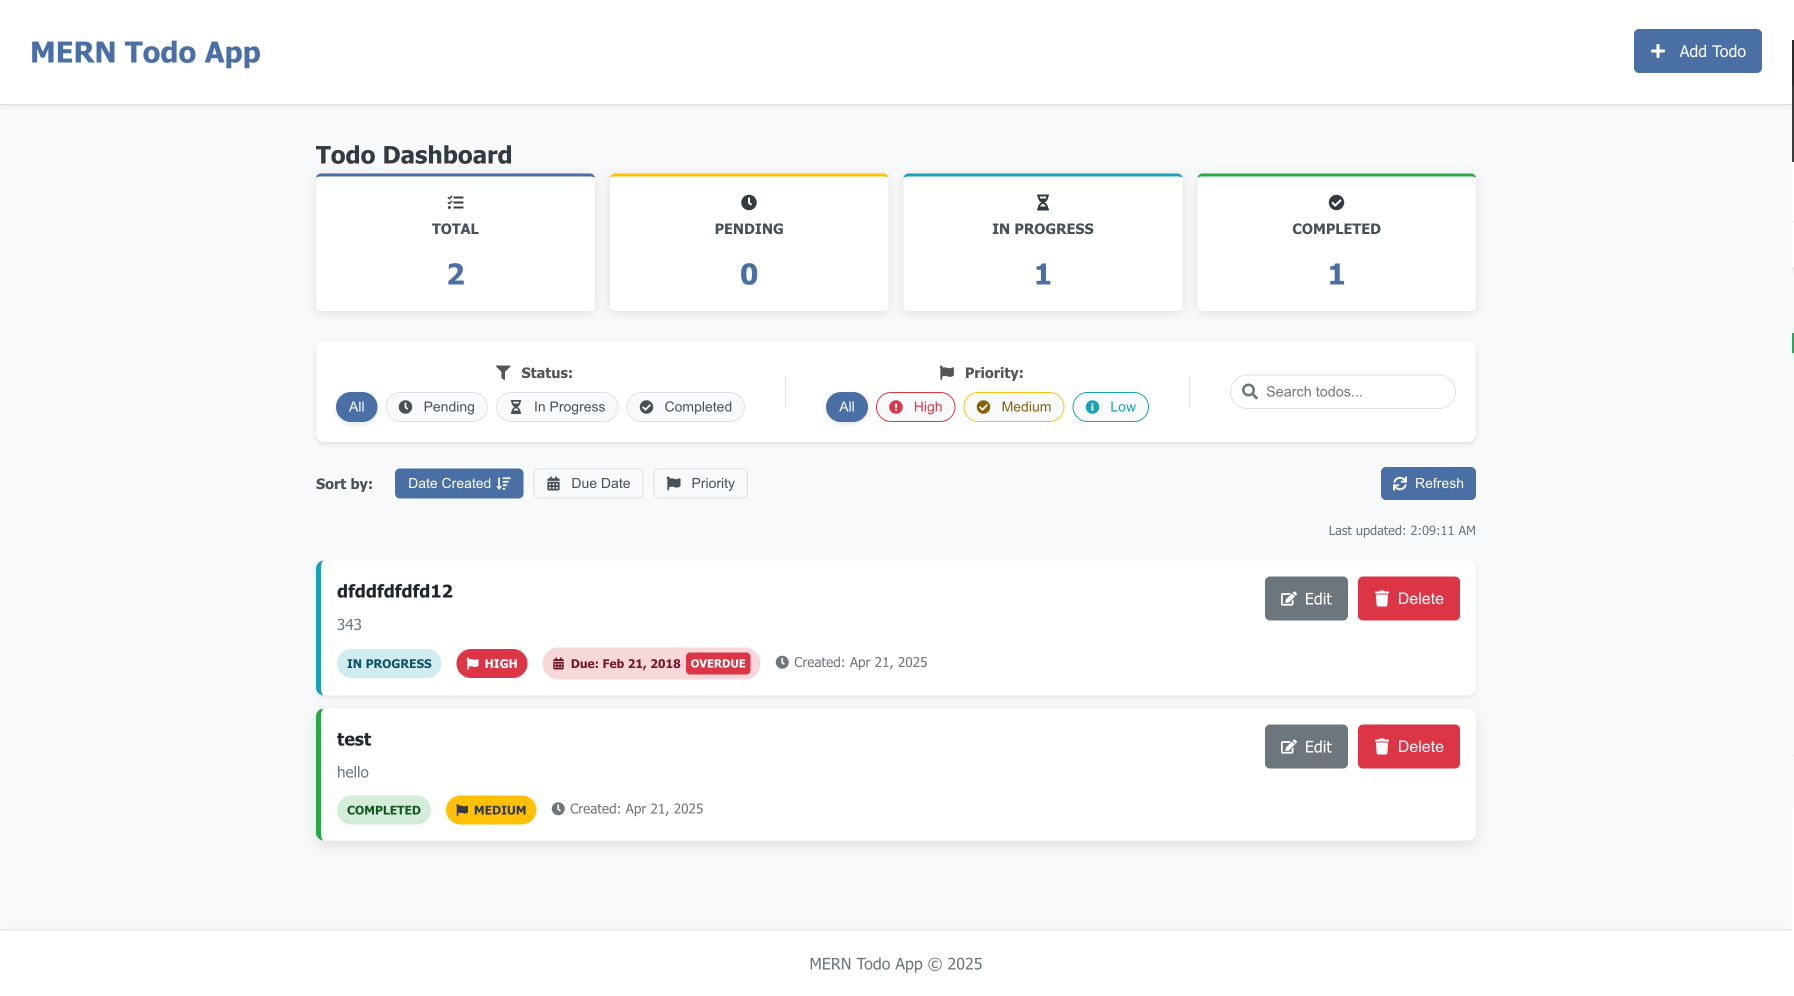 MERN Todo App
Add Todo
Todo Dashboard
TOTAL
2
PENDING
0
IN PROGRESS
1
COMPLETED
1
Status:
All Pending In Progress Completed
Priority:
All High Medium Low
Search todos...
Sort by: Date Created Due Date Priority
Refresh
Last updated: 2:09:11 AM
dfddfdfdfd12
343
IN PROGRESS HIGH Due: Feb 21, 2018 OVERDUE Created: Apr 21, 2025
Edit Delete
test
hello
COMPLETED MEDIUM Created: Apr 21, 2025
Edit Delete
MERN Todo App © 2025